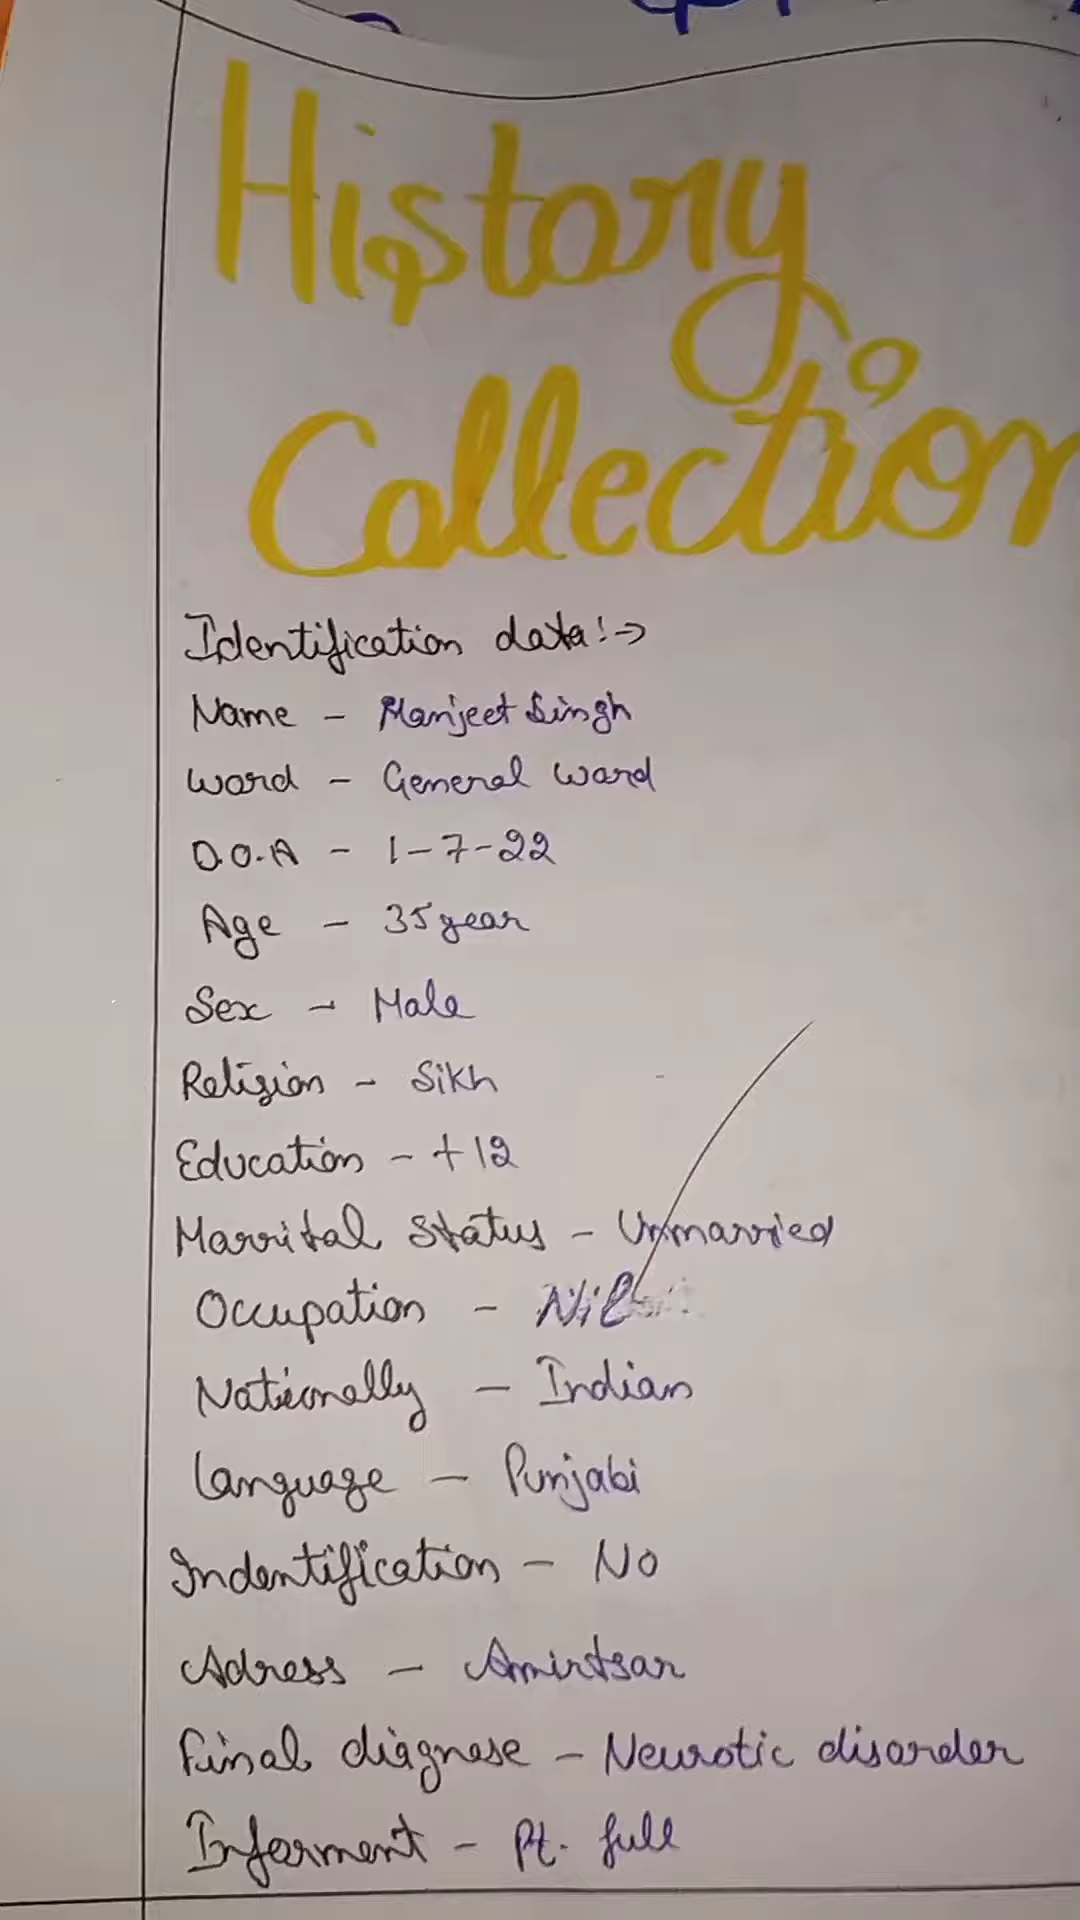 History
Collection
Identification data:→
Name - Manjeet Singh
Word - General Ward
D.O.A - 1-7-22
Age - 35 year
Sex - Male
Religion - Sikh
Education - +12
Marrital Status - Unmarried
Occupation - Nil
Nationally - Indian
Language - Punjabi
Indentification - No
Adress - Amirtsar
Final diagnose - Neurotic disorder
Informent - Pt. full